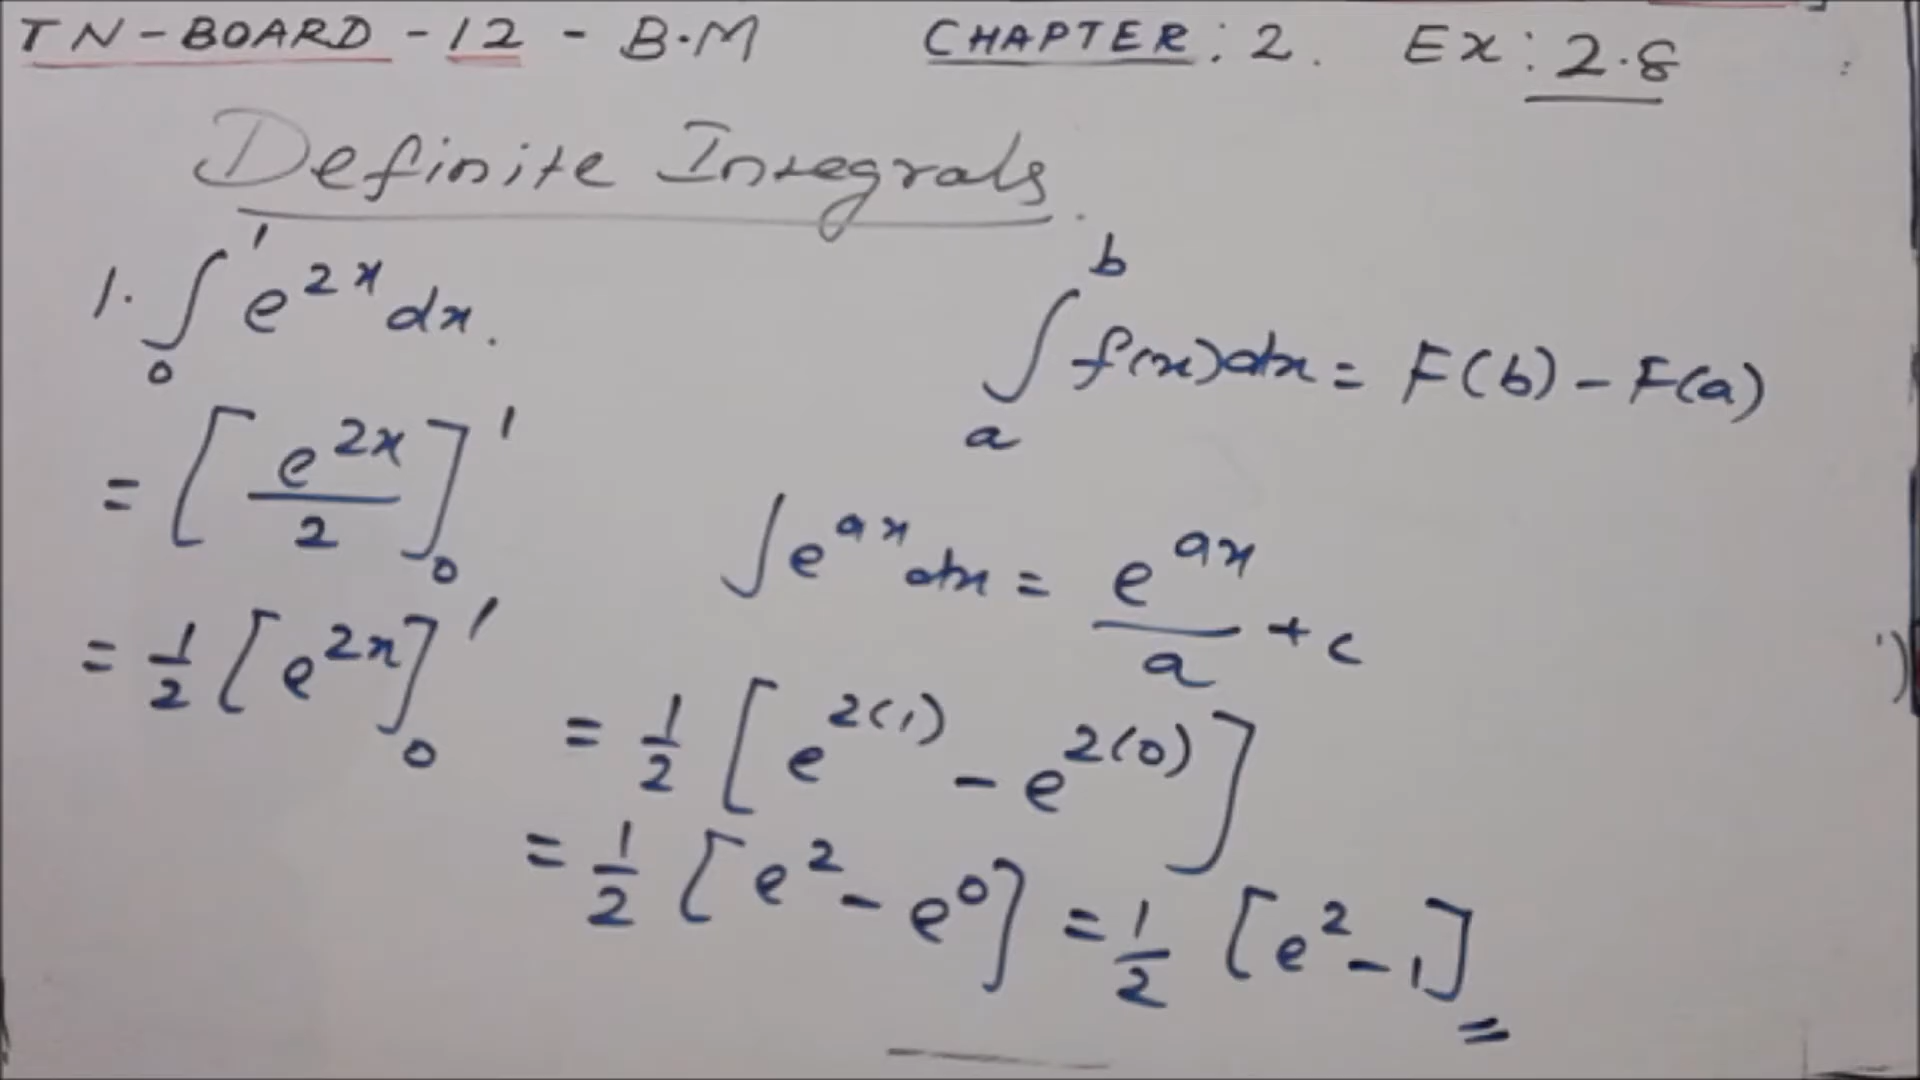 TN-BOARD-12 - B.M CHAPTER: 2. Ex: 2.8
Definite Integrals.
1. ∫₀¹ e^{2x} dx.
∫ₐᵇ f(x)dx = F(b) - F(a)
= [e^{2x}/2]₀¹
∫e^{ax}dx = e^{ax}/a + c
= 1/2 [e^{2x}]₀¹
= 1/2 [e^{2(1)} - e^{2(0)}]
= 1/2 [e² - e⁰] = 1/2 [e² - 1]